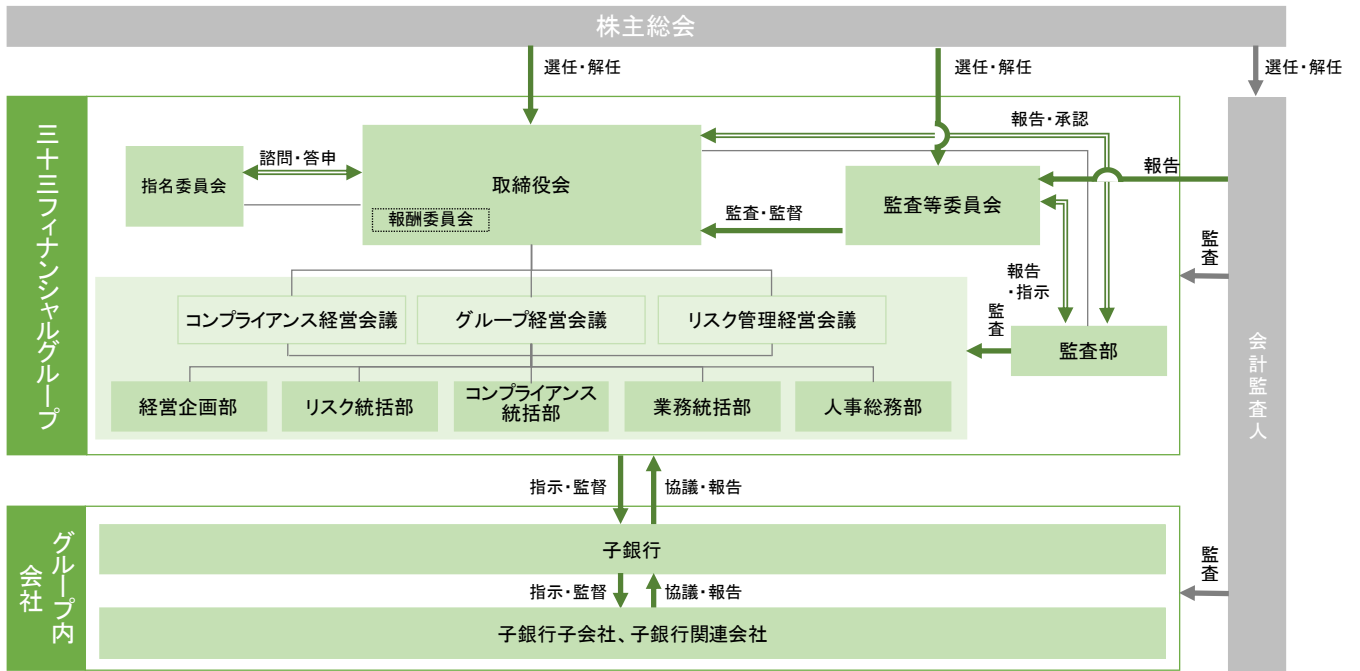 株主総会
選任・解任
選任・解任
選任・解任
三十三フィナンシャルグループ
報告・承認
諮問・答申
指名委員会
取締役会
報酬委員会
監査等委員会
報告
監査・監督
監査
報告
・指示
監査
コンプライアンス経営会議
グループ経営会議
リスク管理経営会議
監査部
会計監査人
経営企画部
リスク統括部
コンプライアンス
統括部
業務統括部
人事総務部
指示・監督
協議・報告
グループ内
会社
子銀行
監査
指示・監督
協議・報告
子銀行子会社、子銀行関連会社